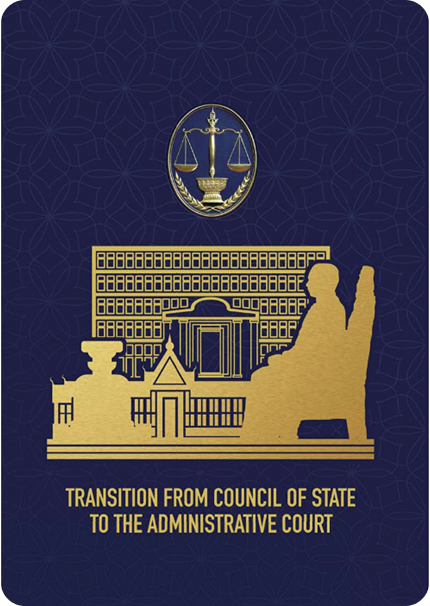 TRANSITION FROM COUNCIL OF STATE
TO THE ADMINISTRATIVE COURT